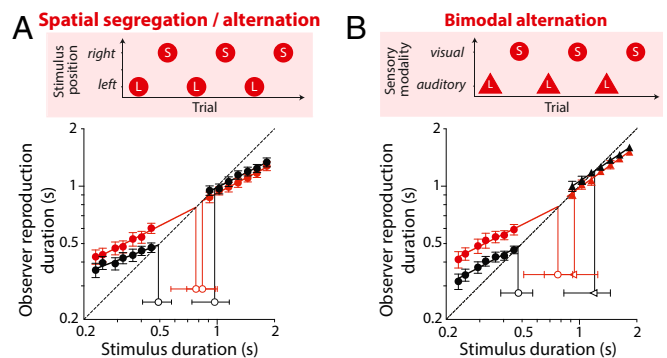 A
Spatial segregation / alternation
Stimulus position
right
left
S S S
L L L
Trial
Observer reproduction
duration (s)
2
1
0.5
0.2
0.2 0.5 1 2
Stimulus duration (s)
B
Bimodal alternation
Sensory modality
visual
auditory
S S S
L L L
Trial
Observer reproduction
duration (s)
2
1
0.5
0.2
0.2 0.5 1 2
Stimulus duration (s)